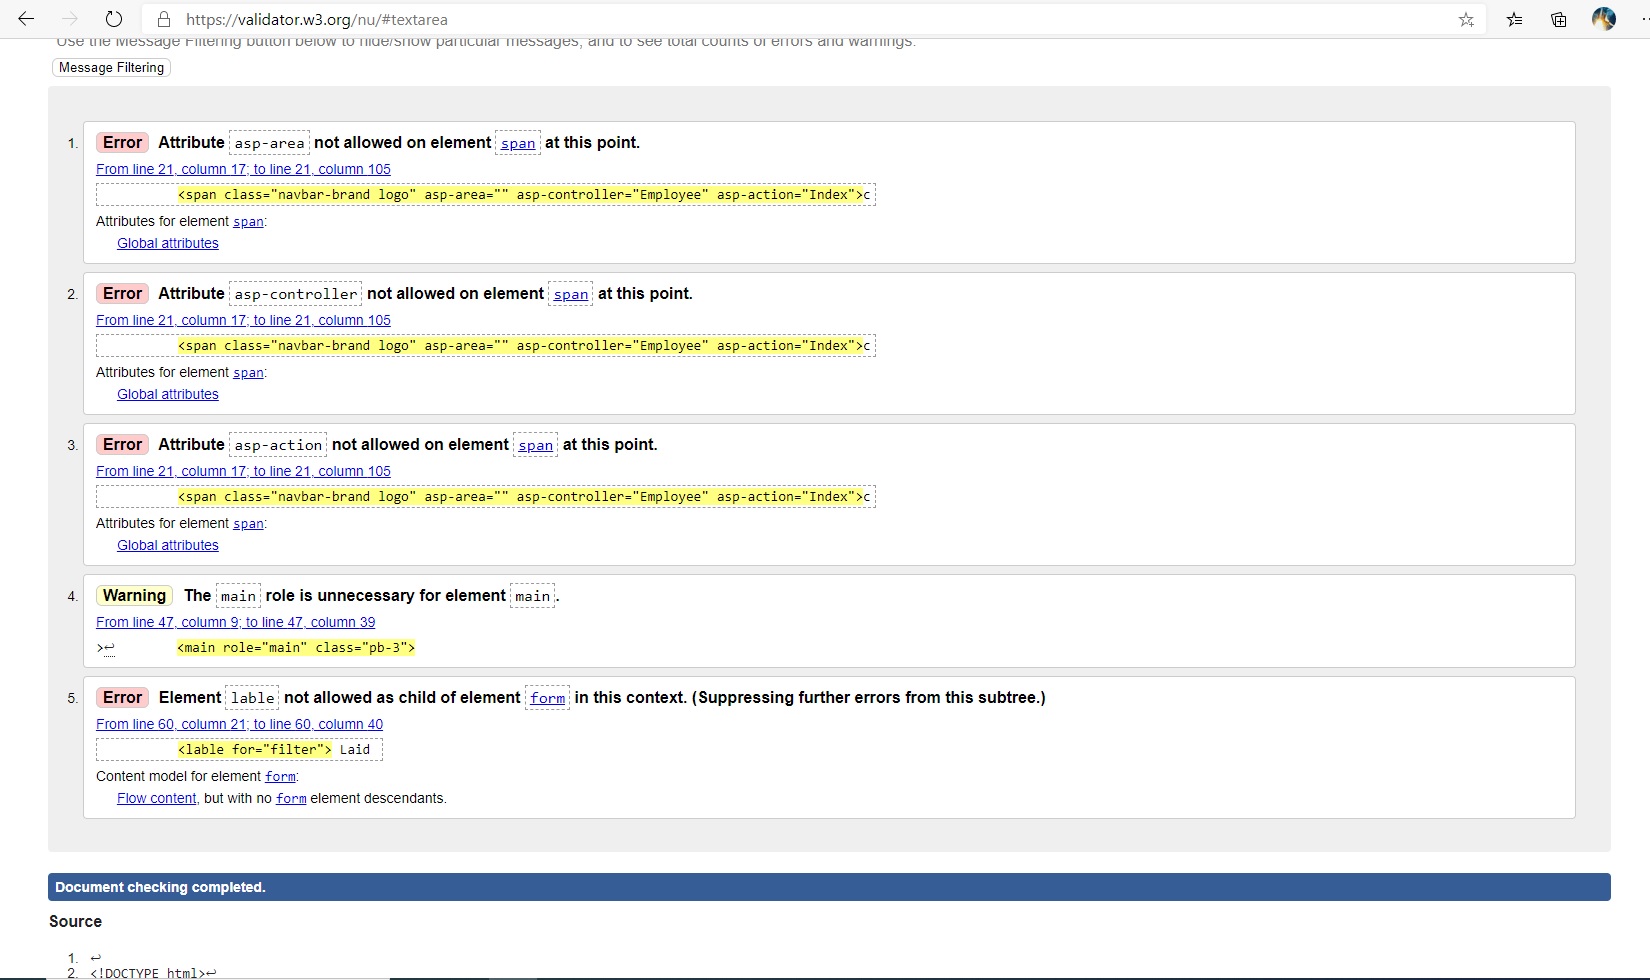 https://validator.w3.org/nu/#textarea
Use the Message Filtering button below to hide/show particular messages, and to see total counts of errors and warnings.
Message Filtering
1. Error Attribute asp-area not allowed on element span at this point.
From line 21, column 17; to line 21, column 105
<span class="navbar-brand logo" asp-area="" asp-controller="Employee" asp-action="Index">c
Attributes for element span:
Global attributes
2. Error Attribute asp-controller not allowed on element span at this point.
From line 21, column 17; to line 21, column 105
<span class="navbar-brand logo" asp-area="" asp-controller="Employee" asp-action="Index">c
Attributes for element span:
Global attributes
3. Error Attribute asp-action not allowed on element span at this point.
From line 21, column 17; to line 21, column 105
<span class="navbar-brand logo" asp-area="" asp-controller="Employee" asp-action="Index">c
Attributes for element span:
Global attributes
4. Warning The main role is unnecessary for element main.
From line 47, column 9; to line 47, column 39
>↩ <main role="main" class="pb-3">
5. Error Element lable not allowed as child of element form in this context. (Suppressing further errors from this subtree.)
From line 60, column 21; to line 60, column 40
<lable for="filter"> Laid
Content model for element form:
Flow content, but with no form element descendants.
Document checking completed.
Source
1. ↩
2. <!DOCTYPE html>↩